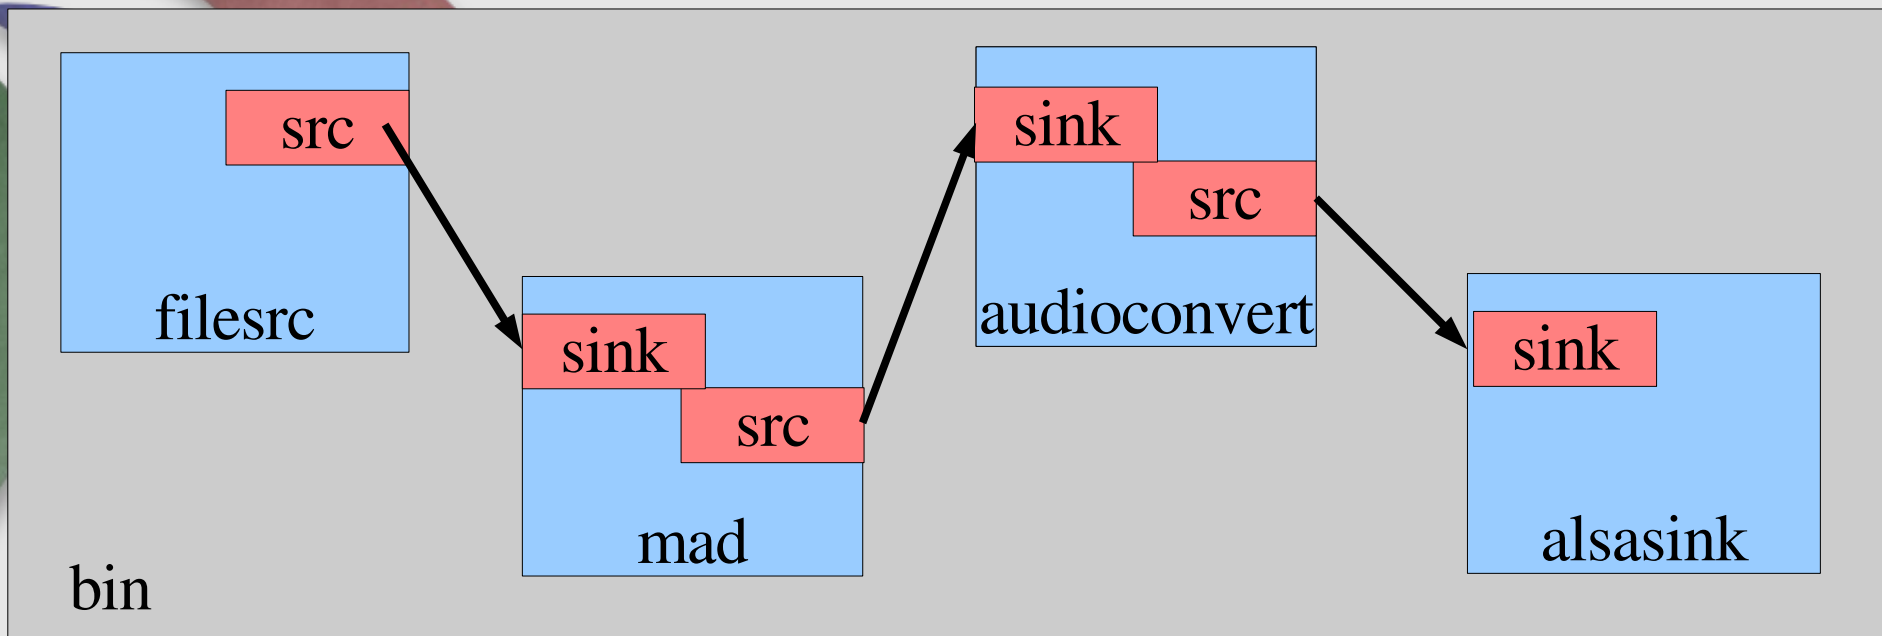 src
filesrc
sink
src
mad
sink
src
audioconvert
sink
alsasink
bin